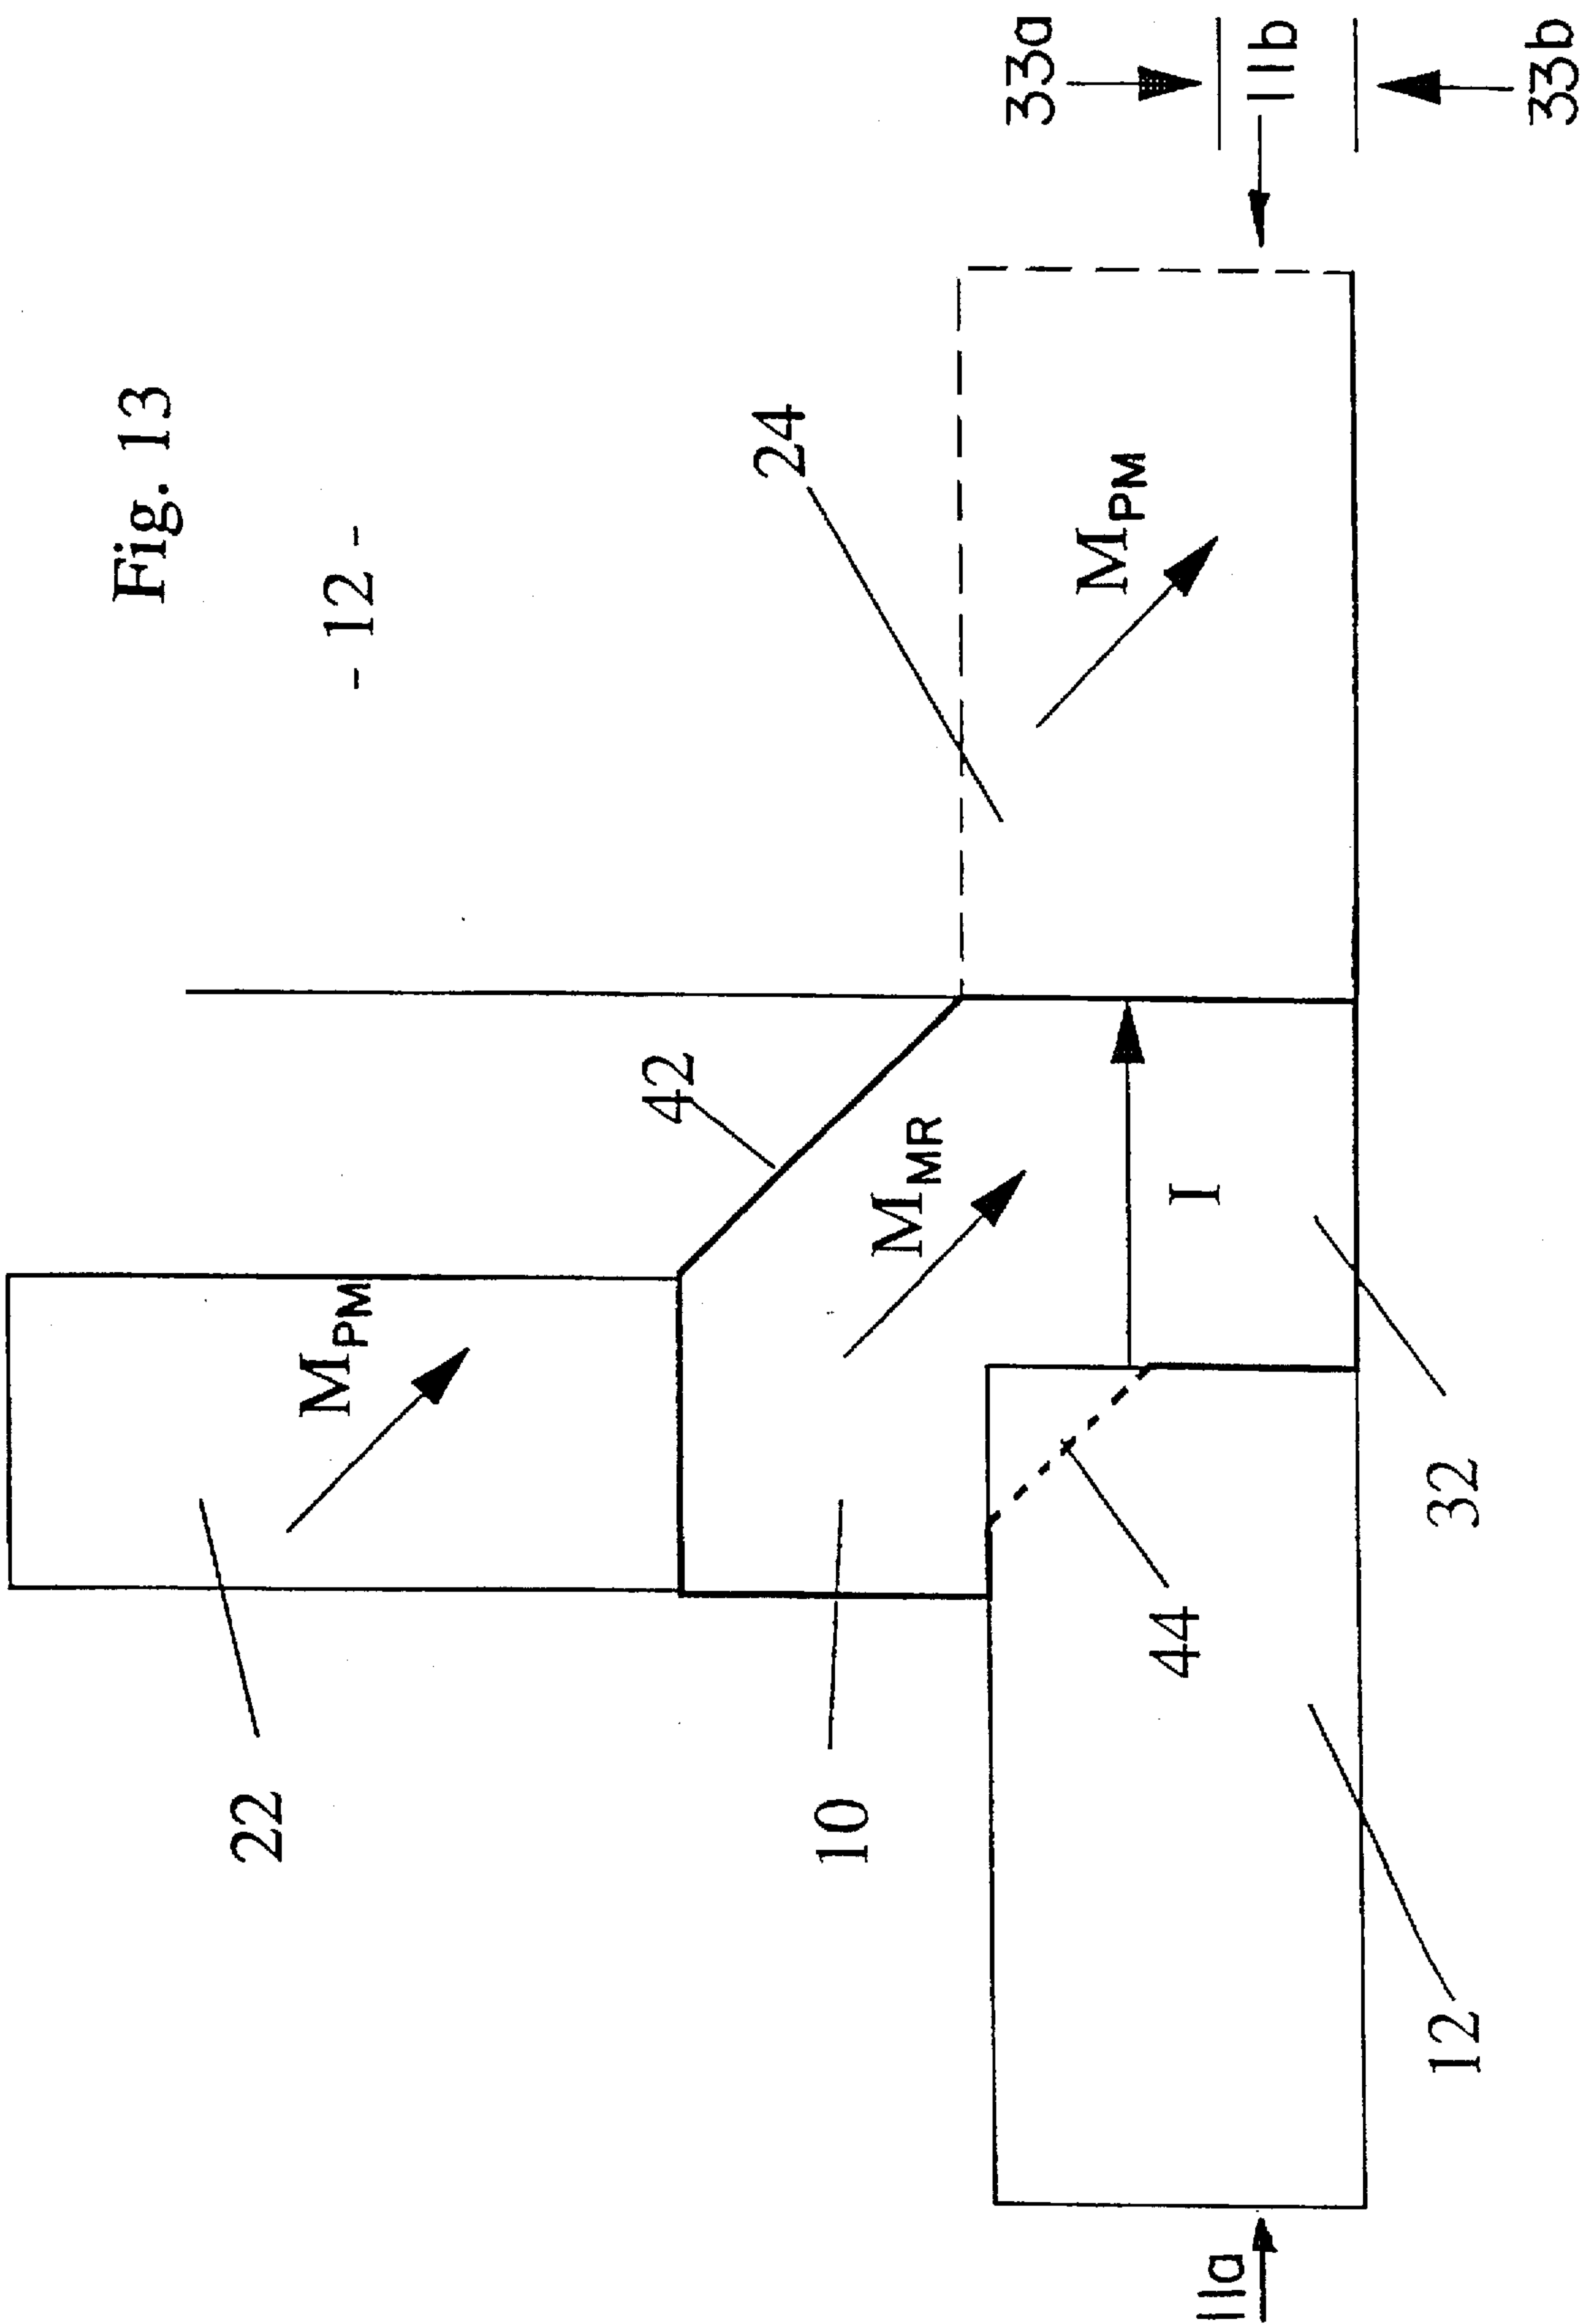 Fig. 13
22
M_PM
- 12 -
42
24
10
M_MR
33a
M_PM
44
I
11a
11b
12
32
33b